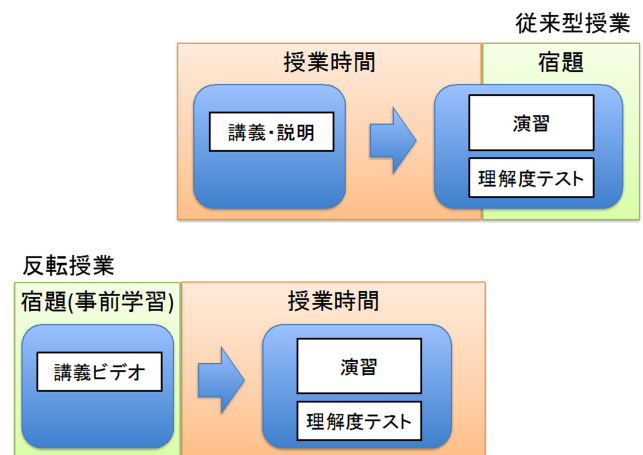 従来型授業
授業時間
宿題
講義・説明
演習
理解度テスト
反転授業
宿題(事前学習)
授業時間
講義ビデオ
演習
理解度テスト